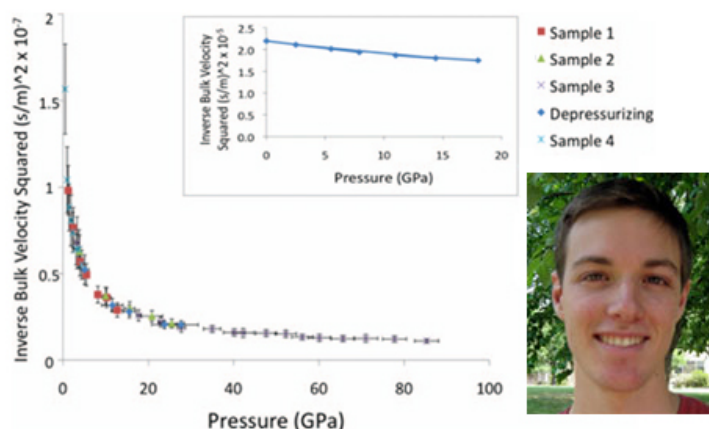 2
1.5
1
0.5
0
0
20
40
60
80
100
Inverse Bulk Velocity Squared (s/m)^2 x 10⁻⁷
Pressure (GPa)
2.5
2.0
1.5
1.0
0.5
0.0
0
5
10
15
20
Inverse Bulk Velocity
Squared (s/m)^2 x 10⁻⁵
Pressure (GPa)
Sample 1
Sample 2
Sample 3
Depressurizing
Sample 4